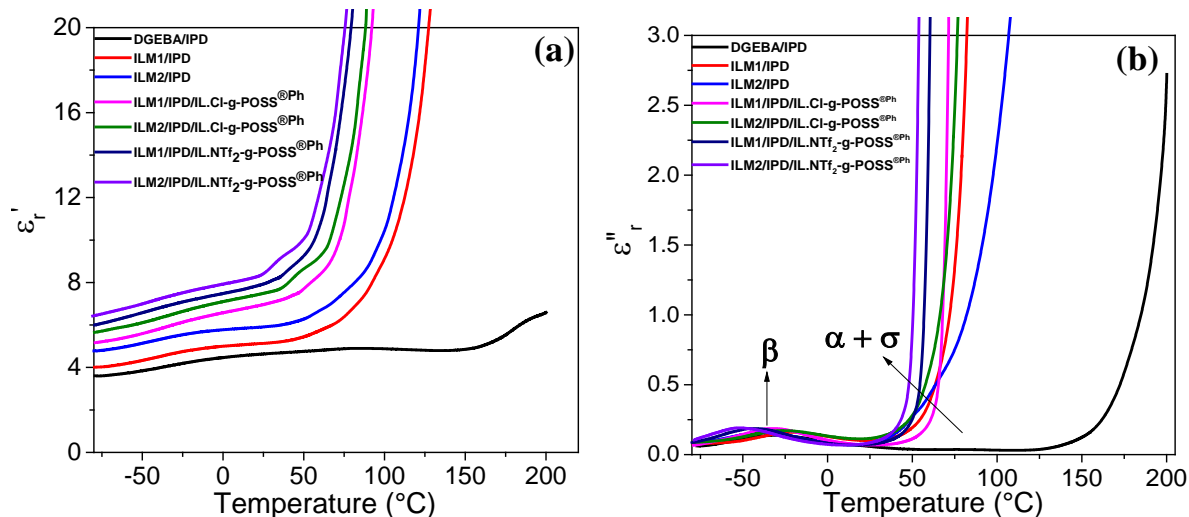 (a)
DGEBA/IPD
ILM1/IPD
ILM2/IPD
ILM1/IPD/IL.Cl-g-POSS®Ph
ILM2/IPD/IL.Cl-g-POSS®Ph
ILM1/IPD/IL.NTf2-g-POSS®Ph
ILM2/IPD/IL.NTf2-g-POSS®Ph
20
16
12
8
4
0
εr'
-50
0
50
100
150
200
Temperature (°C)
(b)
DGEBA/IPD
ILM1/IPD
ILM2/IPD
ILM1/IPD/IL.Cl-g-POSS®Ph
ILM2/IPD/IL.Cl-g-POSS®Ph
ILM1/IPD/IL.NTf2-g-POSS®Ph
ILM2/IPD/IL.NTf2-g-POSS®Ph
3.0
2.5
2.0
1.5
1.0
0.5
0.0
ε''r
β
α + σ
-50
0
50
100
150
200
Temperature (°C)